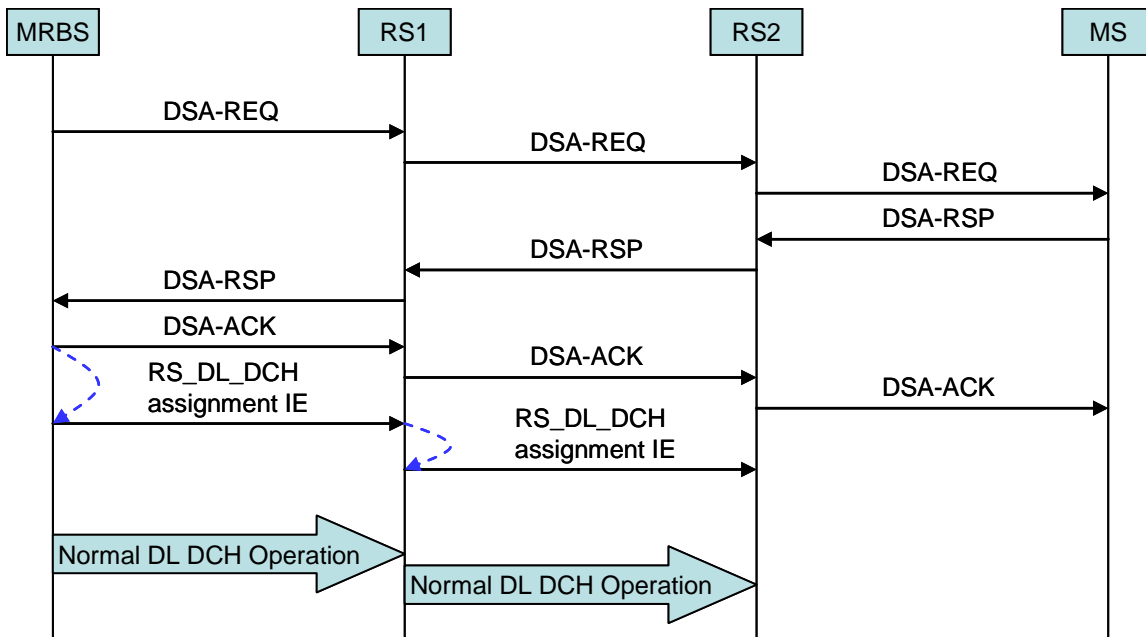 MRBS
RS1
RS2
MS
DSA-REQ
DSA-REQ
DSA-REQ
DSA-RSP
DSA-RSP
DSA-RSP
DSA-ACK
DSA-ACK
DSA-ACK
RS_DL_DCH
assignment IE
RS_DL_DCH
assignment IE
Normal DL DCH Operation
Normal DL DCH Operation